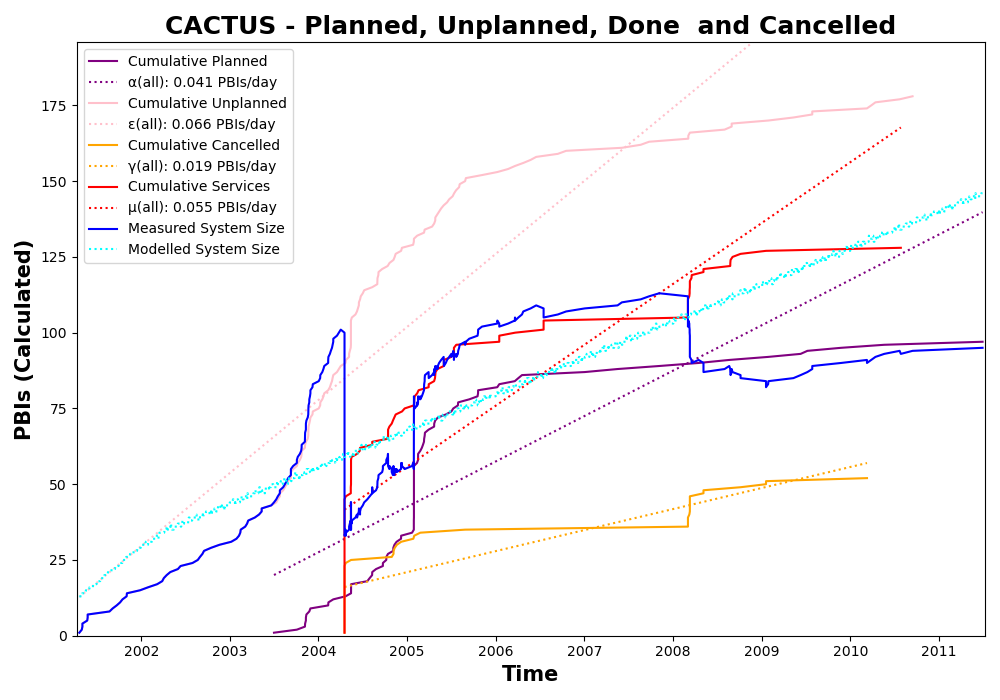 CACTUS - Planned, Unplanned, Done  and Cancelled
Cumulative Planned
α(all): 0.041 PBIs/day
Cumulative Unplanned
ε(all): 0.066 PBIs/day
Cumulative Cancelled
γ(all): 0.019 PBIs/day
Cumulative Services
μ(all): 0.055 PBIs/day
Measured System Size
Modelled System Size
PBIs (Calculated)
175
150
125
100
75
50
25
0
2002 2003 2004 2005 2006 2007 2008 2009 2010 2011
Time